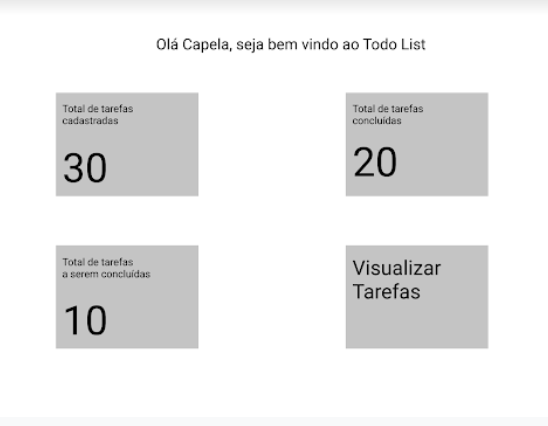 Olá Capela, seja bem vindo ao Todo List
Total de tarefas
cadastradas
30
Total de tarefas
concluídas
20
Total de tarefas
a serem concluídas
10
Visualizar
Tarefas